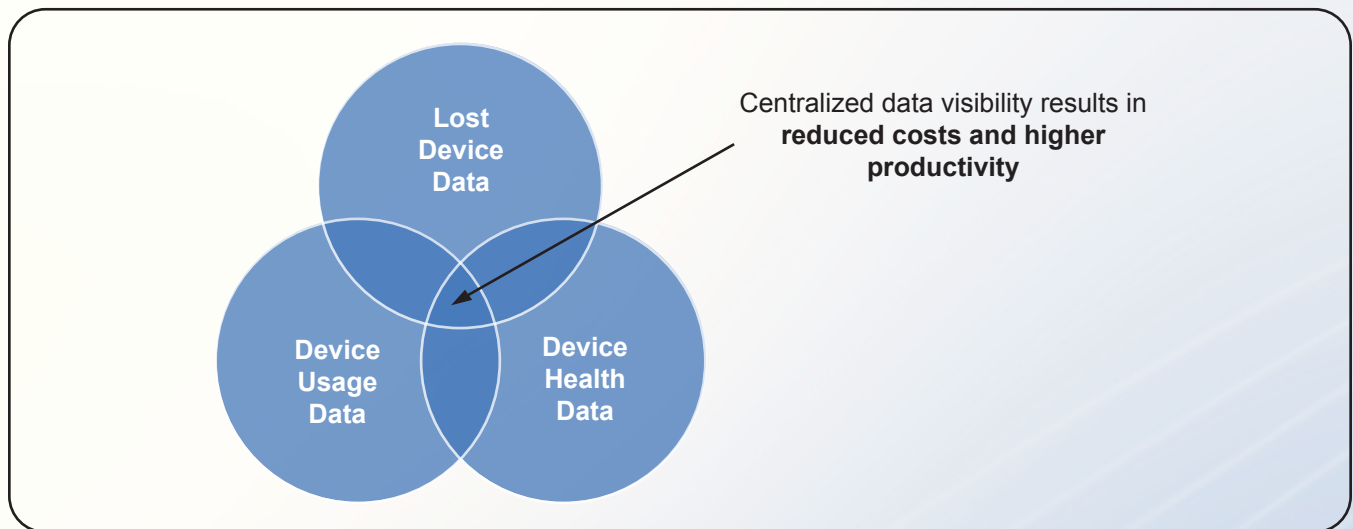 Lost
Device
Data
Centralized data visibility results in
reduced costs and higher
productivity
Device
Usage
Data
Device
Health
Data